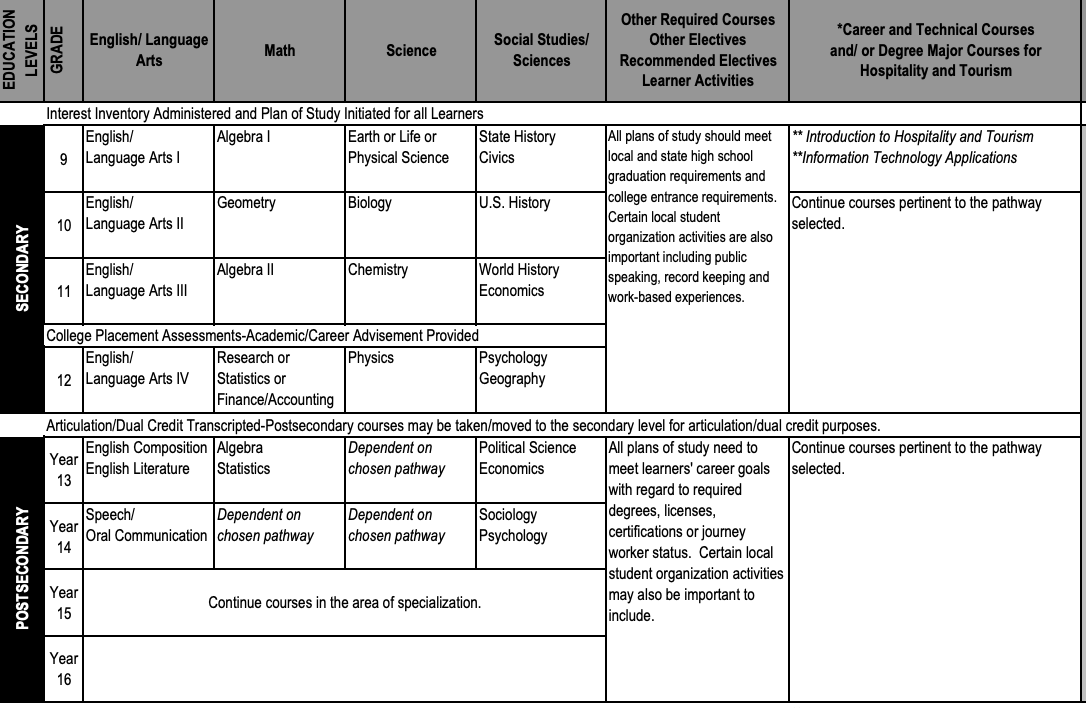 EDUCATION
LEVELS
GRADE
English/ Language
Arts
Math
Science
Social Studies/
Sciences
Other Required Courses
Other Electives
Recommended Electives
Learner Activities
*Career and Technical Courses
and/ or Degree Major Courses for
Hospitality and Tourism
Interest Inventory Administered and Plan of Study Initiated for all Learners
SECONDARY
9
English/
Language Arts I
Algebra I
Earth or Life or
Physical Science
State History
Civics
All plans of study should meet
local and state high school
graduation requirements and
college entrance requirements.
Certain local student
organization activities are also
important including public
speaking, record keeping and
work-based experiences.
** Introduction to Hospitality and Tourism
**Information Technology Applications
10
English/
Language Arts II
Geometry
Biology
U.S. History
Continue courses pertinent to the pathway
selected.
11
English/
Language Arts III
Algebra II
Chemistry
World History
Economics
College Placement Assessments-Academic/Career Advisement Provided
12
English/
Language Arts IV
Research or
Statistics or
Finance/Accounting
Physics
Psychology
Geography
Articulation/Dual Credit Transcripted-Postsecondary courses may be taken/moved to the secondary level for articulation/dual credit purposes.
POSTSECONDARY
Year
13
English Composition
English Literature
Algebra
Statistics
Dependent on
chosen pathway
Political Science
Economics
All plans of study need to
meet learners' career goals
with regard to required
degrees, licenses,
certifications or journey
worker status. Certain local
student organization activities
may also be important to
include.
Continue courses pertinent to the pathway
selected.
Year
14
Speech/
Oral Communication
Dependent on
chosen pathway
Dependent on
chosen pathway
Sociology
Psychology
Year
15
Continue courses in the area of specialization.
Year
16